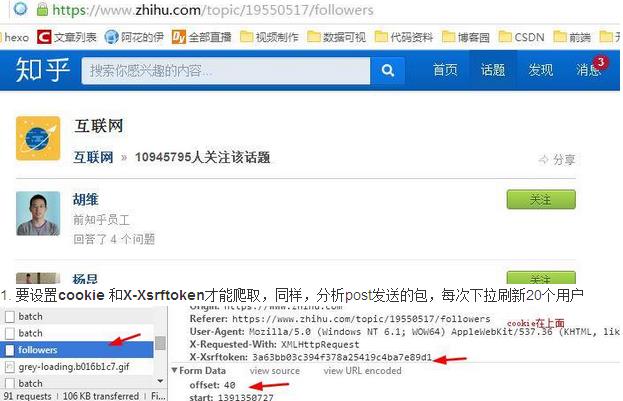 https://www.zhihu.com/topic/19550517/followers
hexo 文章列表 阿花的伊 全部直播 视频制作 数据可视 代码资料 博客园 CSDN 前端
知乎 搜索你感兴趣的内容... 首页 话题 发现 消息 3
互联网
互联网 » 10945795人关注该话题 分享
胡维 关注
前知乎员工
回答了 4 个问题
杨昆 关注
1. 要设置cookie 和X-Xsrftoken才能爬取，同样，分析post发送的包，每次下拉刷新20个用户
batch
batch
followers
grey-loading.b016b1c7.gif
batch
91 requests | 106 KB transferred | Fi
Origin: https://www.zhihu.com
Referer: https://www.zhihu.com/topic/19550517/followers
cookie在上面
User-Agent: Mozilla/5.0 (Windows NT 6.1; WOW64) AppleWebKit/537.36 (KHTML, lik
X-Requested-With: XMLHttpRequest
X-Xsrftoken: 3a63bb03c394f378a25419c4ba7e89d1
Form Data view source view URL encoded
offset: 40
start: 1391350727